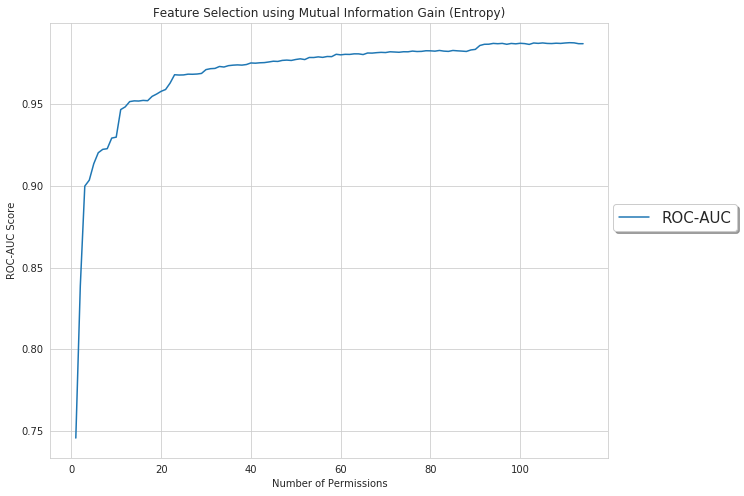 Feature Selection using Mutual Information Gain (Entropy)
0.95
0.90
0.85
0.80
0.75
ROC-AUC Score
0
20
40
60
80
100
Number of Permissions
ROC-AUC